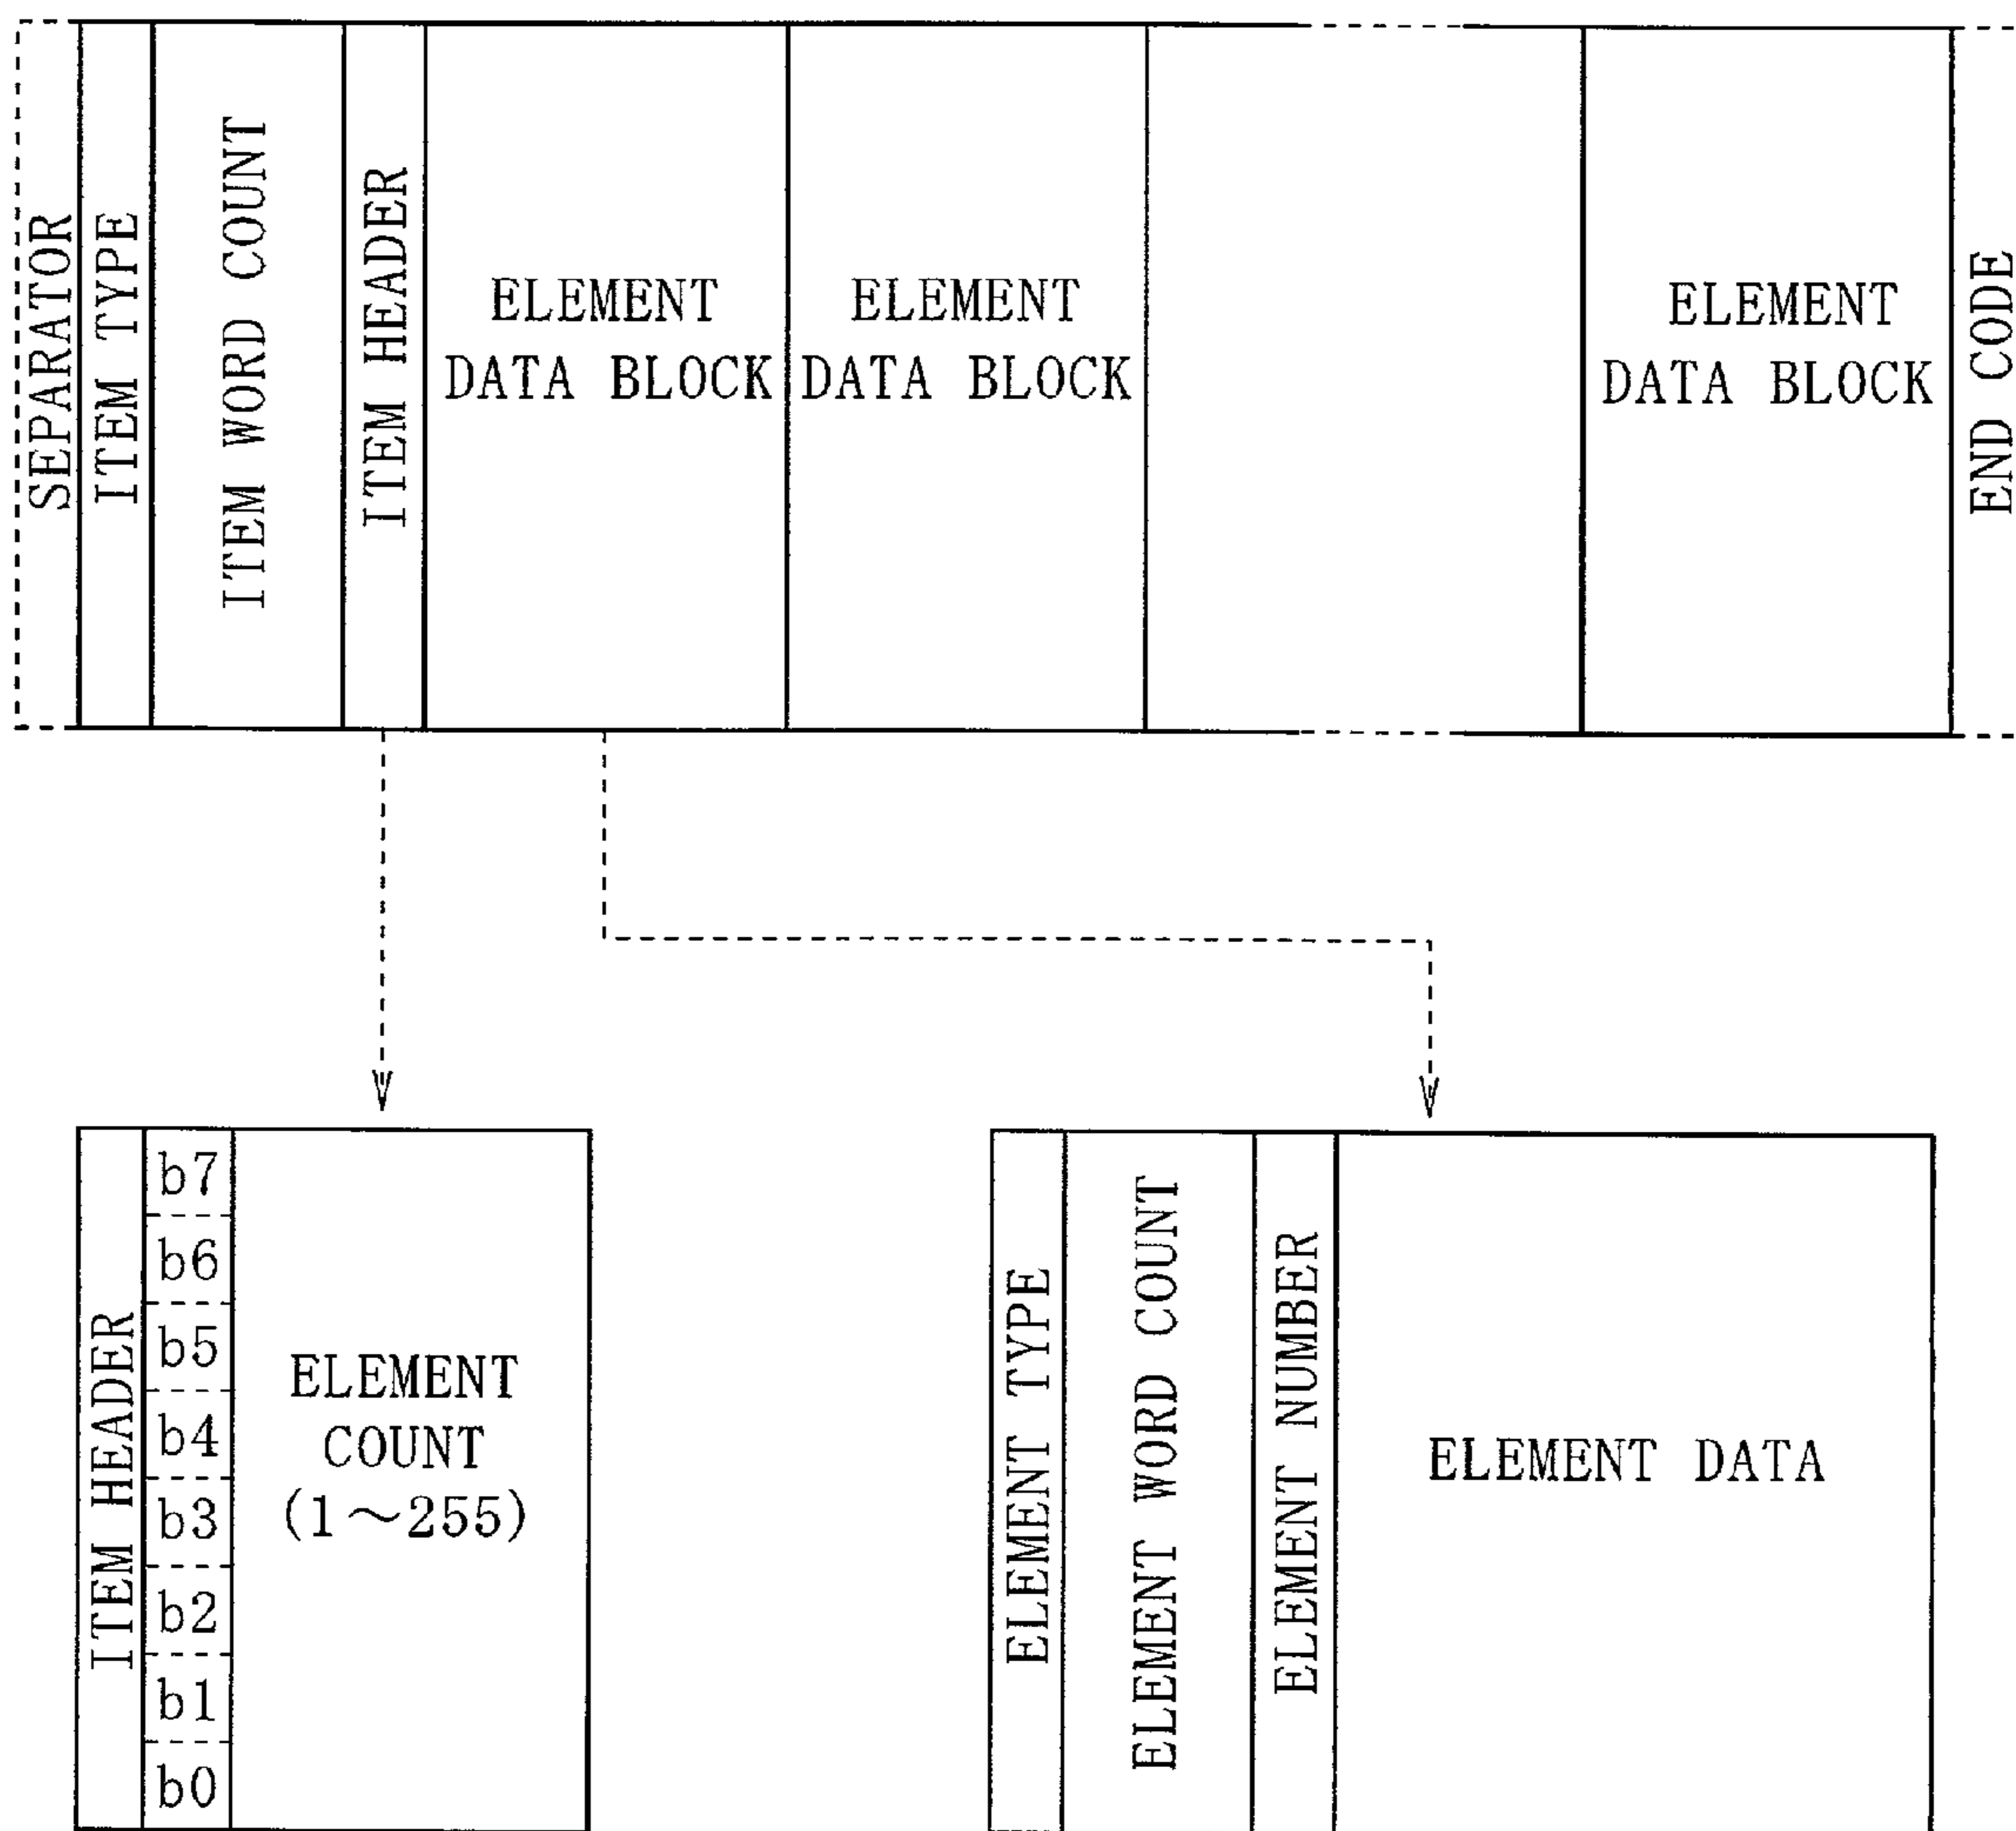 SEPARATOR
ITEM TYPE
ITEM WORD COUNT
ITEM HEADER
ELEMENT
DATA BLOCK
ELEMENT
DATA BLOCK
ELEMENT
DATA BLOCK
END CODE
ITEM HEADER
b7
b6
b5
b4
b3
b2
b1
b0
ELEMENT
COUNT
(1～255)
ELEMENT TYPE
ELEMENT WORD COUNT
ELEMENT NUMBER
ELEMENT DATA